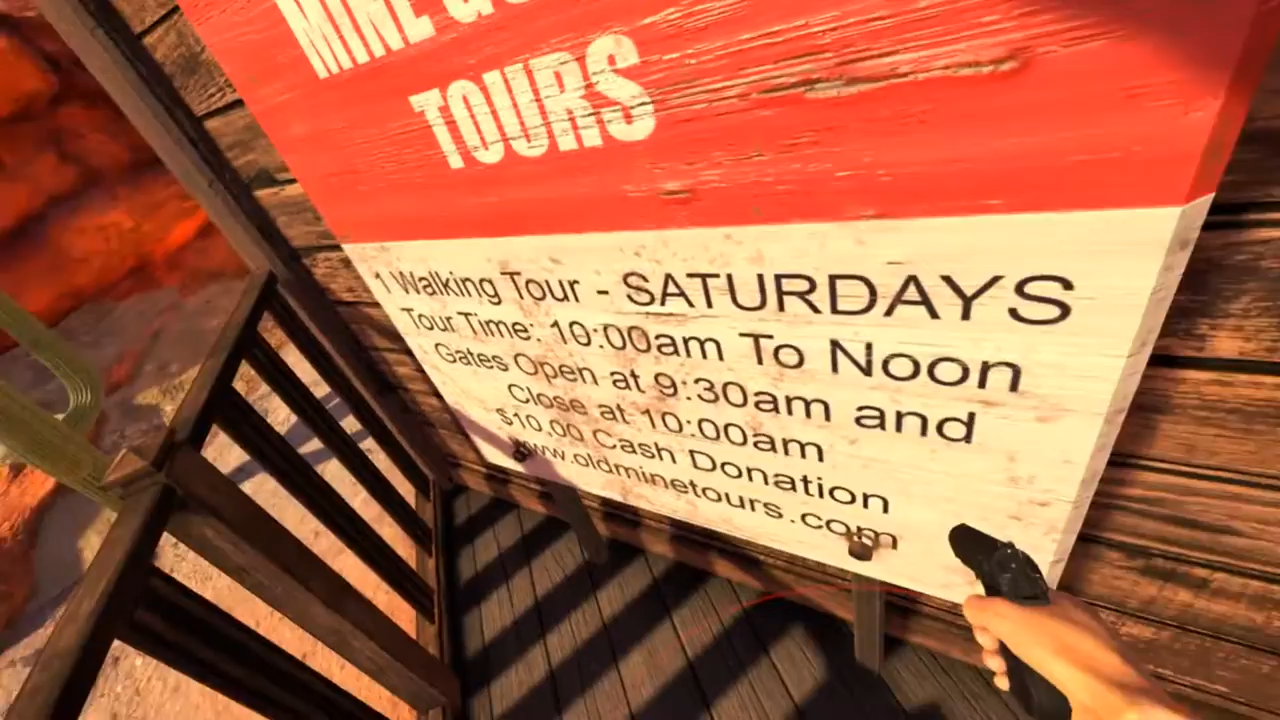 MINE
TOURS
1 Walking Tour - SATURDAYS
Tour Time: 10:00am To Noon
Gates Open at 9:30am and
Close at 10:00am
$10.00 Cash Donation
www.oldminetours.com